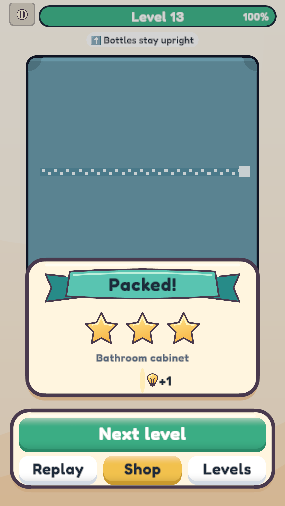 Level 13
100%
Bottles stay upright
Packed!
Bathroom cabinet
+1
Next level
Replay
Shop
Levels